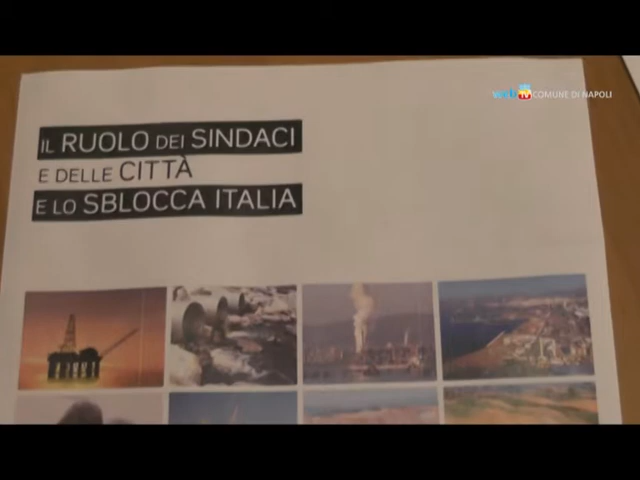 web tv COMUNE DI NAPOLI
IL RUOLO DEI SINDACI
E DELLE CITTÀ
E LO SBLOCCA ITALIA